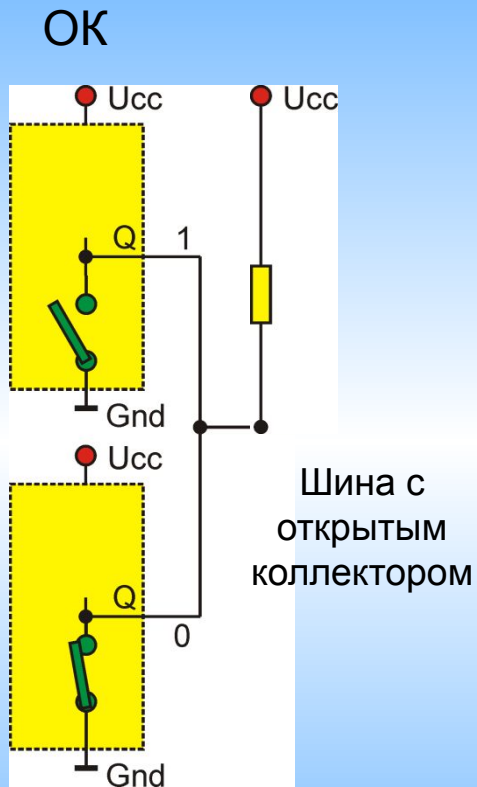 ОК
Ucc Ucc
Q 1
Gnd
Ucc
Шина с
открытым
коллектором
Q
0
Gnd